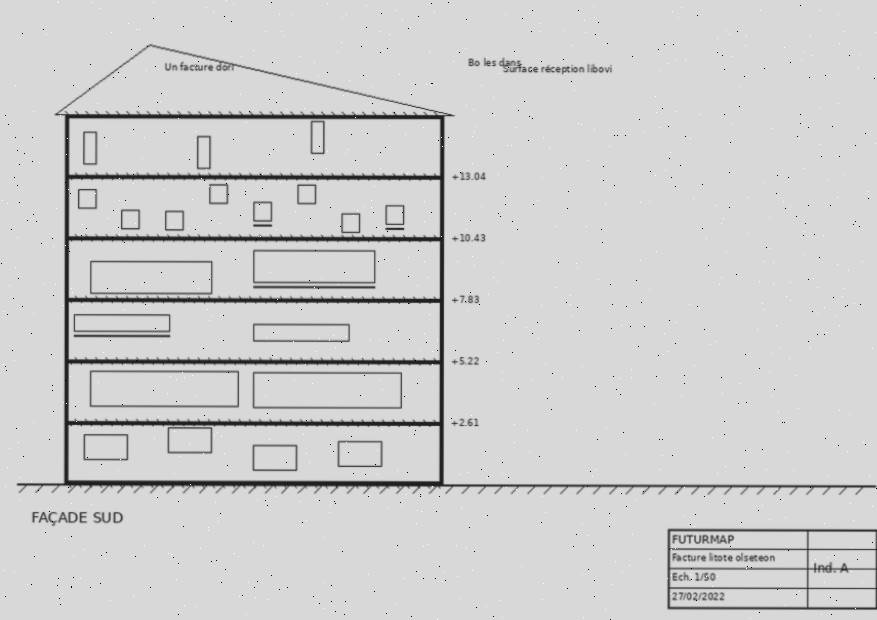 Un facture dori
Bo les dans
Surface réception libovi
+13.04
+10.43
+7.83
+5.22
+2.61
FAÇADE SUD
FUTURMAP
Facture litote olseteon
Ind. A
Ech. 1/50
27/02/2022